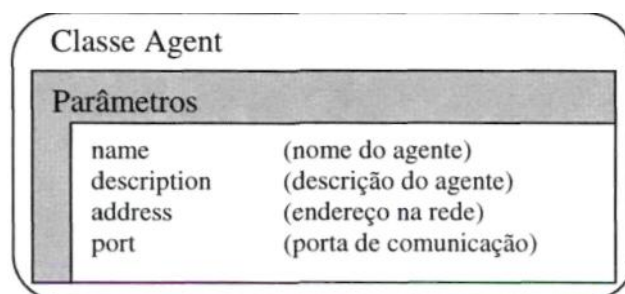 Classe Agent
Parâmetros
name (nome do agente)
description (descrição do agente)
address (endereço na rede)
port (porta de comunicação)